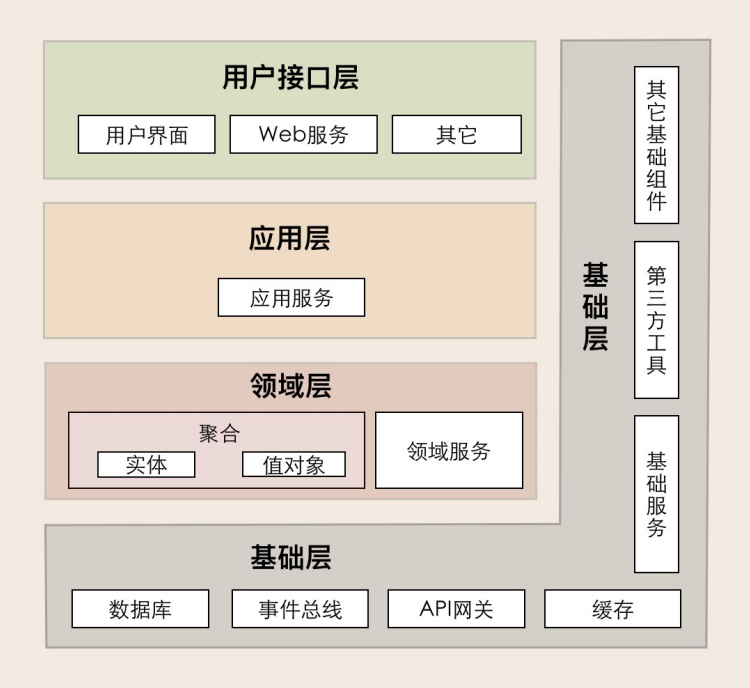 用户接口层
用户界面
Web服务
其它
应用层
应用服务
领域层
聚合
实体
值对象
领域服务
基础层
其它基础组件
第三方工具
基础服务
基础层
数据库
事件总线
API网关
缓存